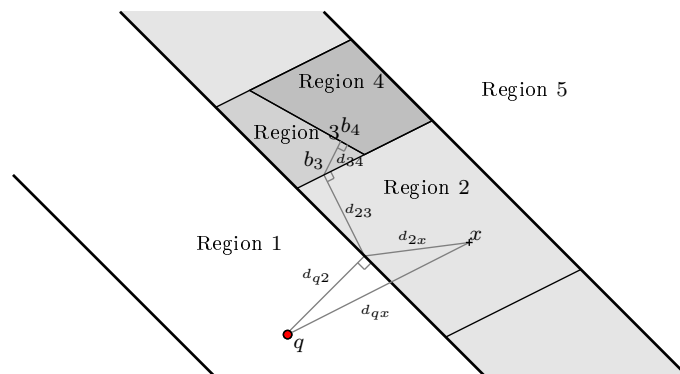 Region 4
Region 5
Region 3
b4
b3
d34
Region 2
d23
Region 1
d2x
x
dq2
dqx
q